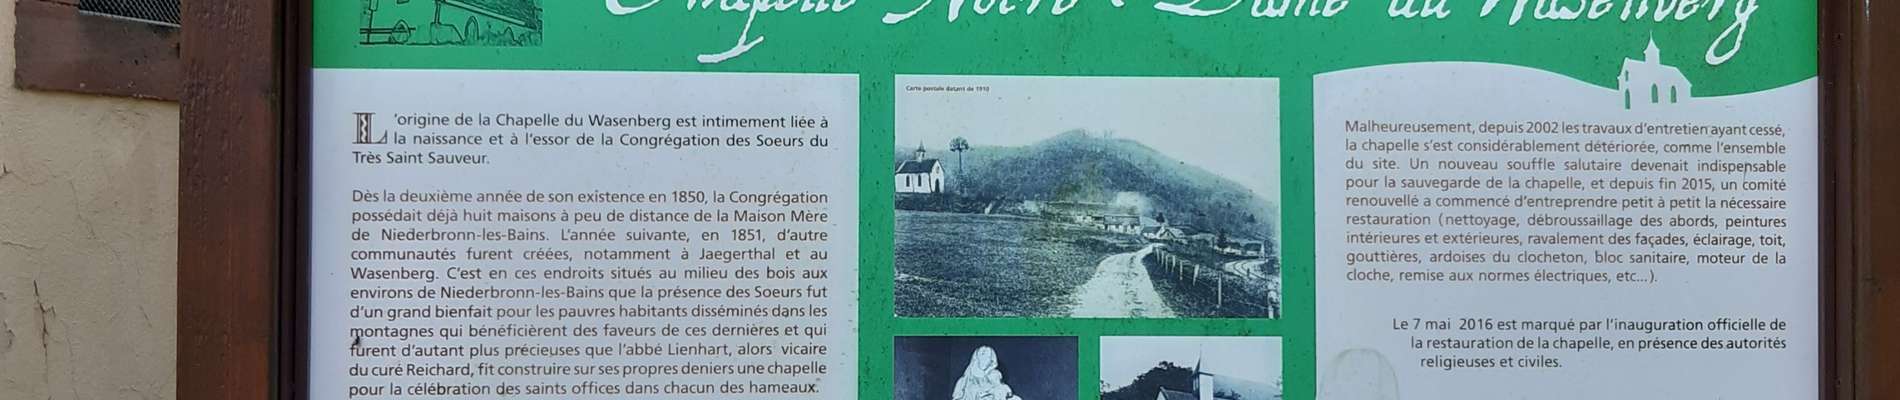 Chapelle Notre-Dame du Wasenberg
L'origine de la Chapelle du Wasenberg est intimement liée à
la naissance et à l'essor de la Congrégation des Soeurs du
Très Saint Sauveur.
Dès la deuxième année de son existence en 1850, la Congrégation
possédait déjà huit maisons à peu de distance de la Maison Mère
de Niederbronn-les-Bains. L'année suivante, en 1851, d'autre
communautés furent créées, notamment à Jaegerthal et au
Wasenberg. C'est en ces endroits situés au milieu des bois aux
environs de Niederbronn-les-Bains que la présence des Soeurs fut
d'un grand bienfait pour les pauvres habitants disséminés dans les
montagnes qui bénéficièrent des faveurs de ces dernières et qui
furent d'autant plus précieuses que l'abbé Lienhart, alors vicaire
du curé Reichard, fit construire sur ses propres deniers une chapelle
pour la célébration des saints offices dans chacun des hameaux.
Carte postale datant de 1910
Malheureusement, depuis 2002 les travaux d'entretien ayant cessé,
la chapelle s'est considérablement détériorée, comme l'ensemble
du site. Un nouveau souffle salutaire devenait indispensable
pour la sauvegarde de la chapelle, et depuis fin 2015, un comité
renouvellé a commencé d'entreprendre petit à petit la nécessaire
restauration (nettoyage, débroussaillage des abords, peintures
intérieures et extérieures, ravalement des façades, éclairage, toit,
gouttières, ardoises du clocheton, bloc sanitaire, moteur de la
cloche, remise aux normes électriques, etc...).
Le 7 mai 2016 est marqué par l'inauguration officielle de
la restauration de la chapelle, en présence des autorités
religieuses et civiles.